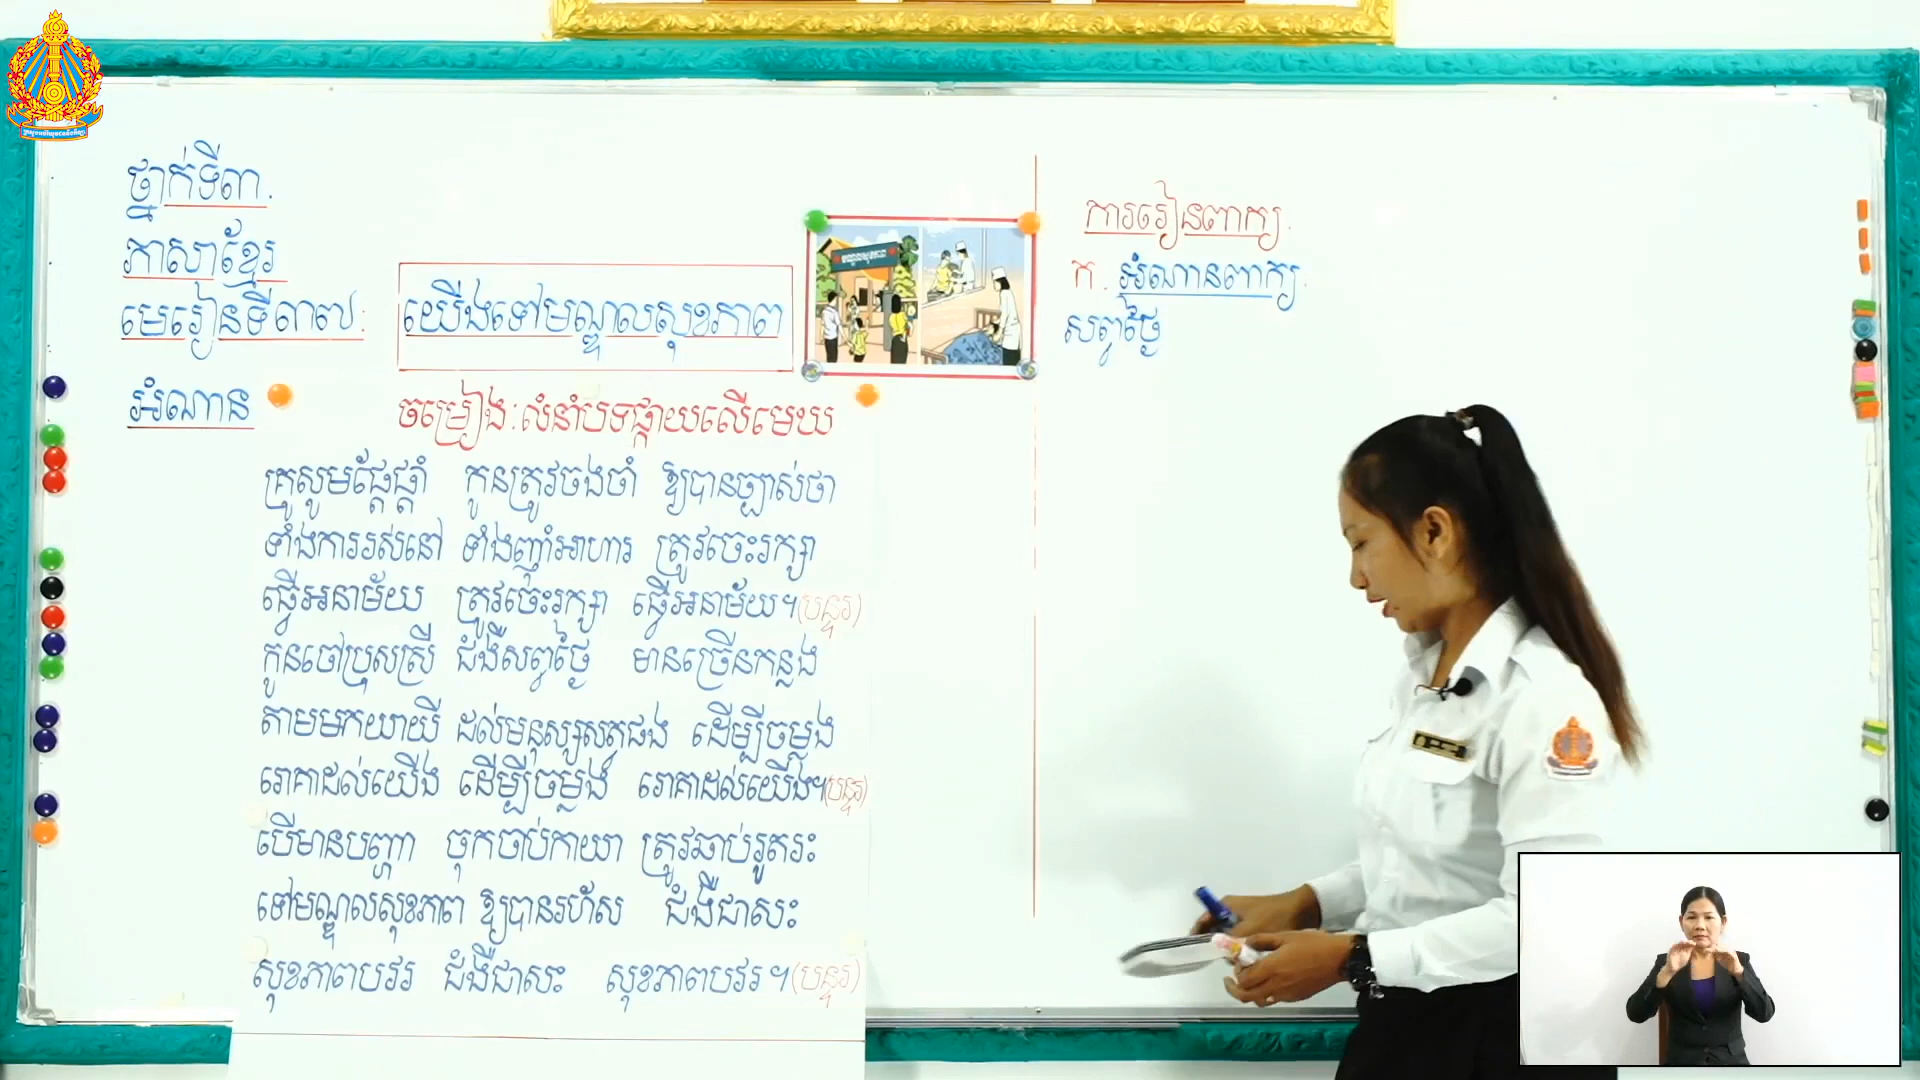 ថ្នាក់ទី៣.
ភាសាខ្មែរ
មេរៀនទី៣៧:
យើងទៅមណ្ឌលសុខភាព
អំណាន
ចម្រៀង:លំនាំបទផ្កាយលើមេឃ
គ្រូសូមផ្តែផ្តាំ កូនត្រូវចងចាំ ឱ្យបានច្បាស់ថា
ទាំងការរស់នៅ ទាំងញ៉ាំអាហារ ត្រូវចេះរក្សា
ធ្វើអនាម័យ ត្រូវចេះរក្សា ធ្វើអនាម័យ។(បន្ទរ)
កូនចៅប្រុសស្រី ជំងឺសព្វថ្ងៃ មានច្រើនកន្លង
តាមមកយាយី ដល់មនុស្សសត្វផង ដើម្បីចម្លង
រោគាដល់យើង ដើម្បីចម្លង រោគាដល់យើង។(បន្ទរ)
បើមានបញ្ហា ចុកចាប់កាយា ត្រូវឆាប់រូតរះ
ទៅមណ្ឌលសុខភាព ឱ្យបានរហ័ស ជំងឺជាសះ
សុខភាពបវរ ជំងឺជាសះ សុខភាពបវរ។(បន្ទរ)
ការរៀនពាក្យ.
ក. អំណានពាក្យ.
សព្វថ្ងៃ